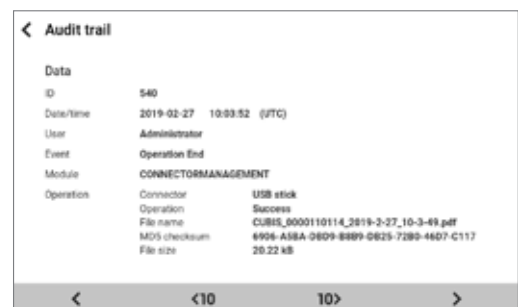 Audit trail
Data
ID 540
Date/time 2019-02-27 10:03:52 (UTC)
User Administrator
Event Operation End
Module CONNECTORMANAGEMENT
Operation Connector USB stick
Operation Success
File name CUBIS_0000110114_2019-2-27_10-3-49.pdf
MD5 checksum 6906-A5BA-D8D9-B8B9-DB25-72B0-46D7-C117
File size 20.22 kB
< <10 10> >